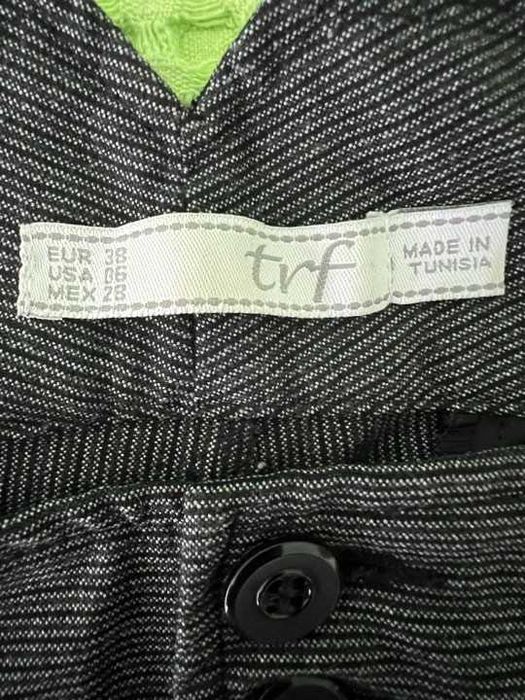 EUR 38
USA 06
MEX 28
trf
MADE IN
TUNISIA